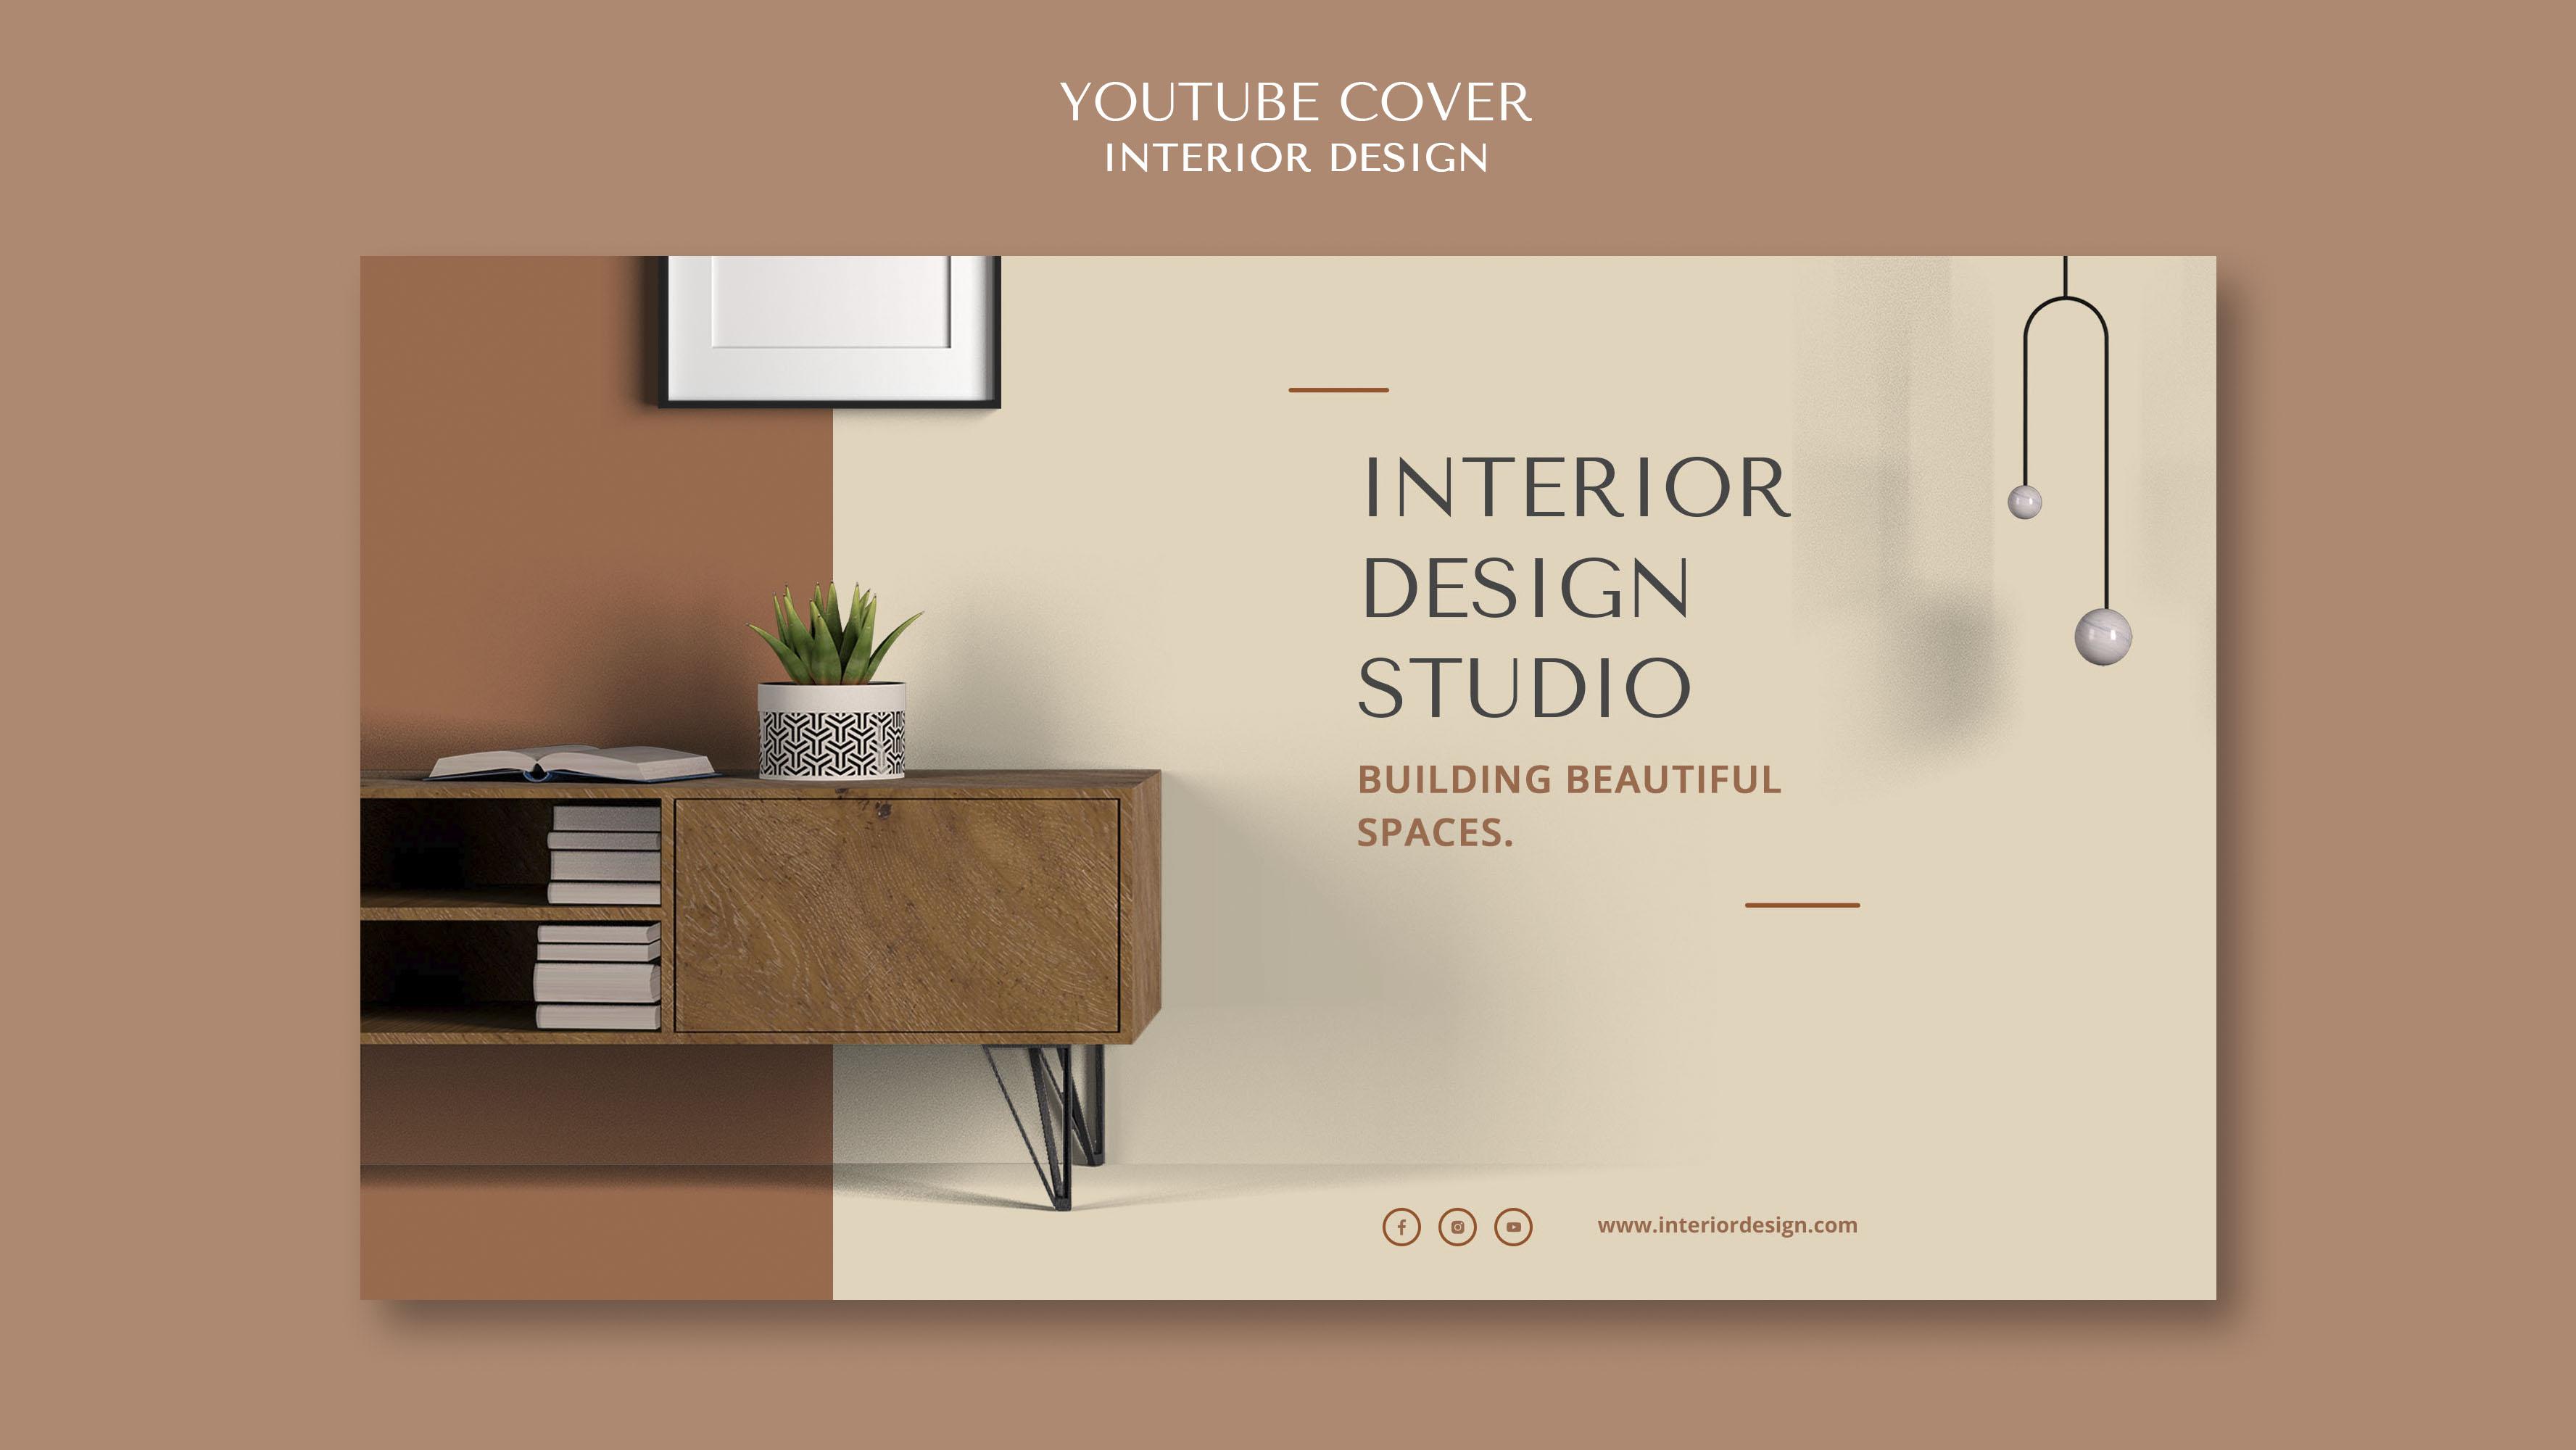 YOUTUBE COVER
INTERIOR DESIGN
INTERIOR
DESIGN
STUDIO
BUILDING BEAUTIFUL
SPACES.
www.interiordesign.com